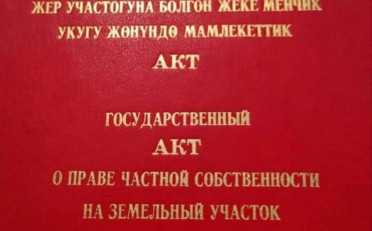 ЖЕР УЧАСТОГУНА БОЛГОН ЖЕКЕ МЕНЧИК
УКУГУ ЖӨНҮНДӨ МАМЛЕКЕТТИК
АКТ
ГОСУДАРСТВЕННЫЙ
АКТ
О ПРАВЕ ЧАСТНОЙ СОБСТВЕННОСТИ
НА ЗЕМЕЛЬНЫЙ УЧАСТОК